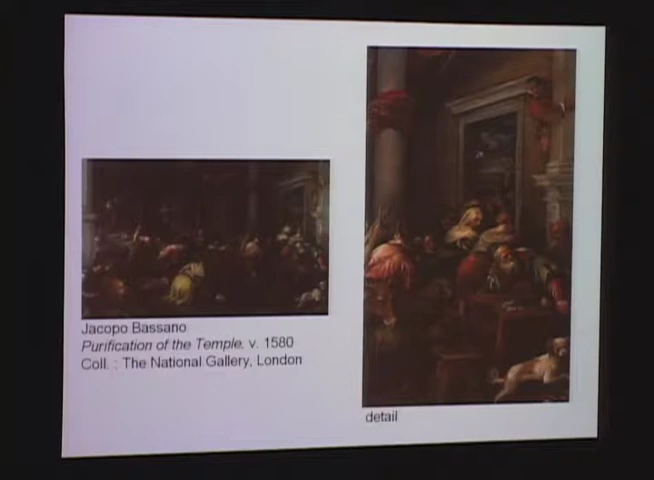 Jacopo Bassano
Purification of the Temple. v. 1580
Coll. : The National Gallery, London
detail